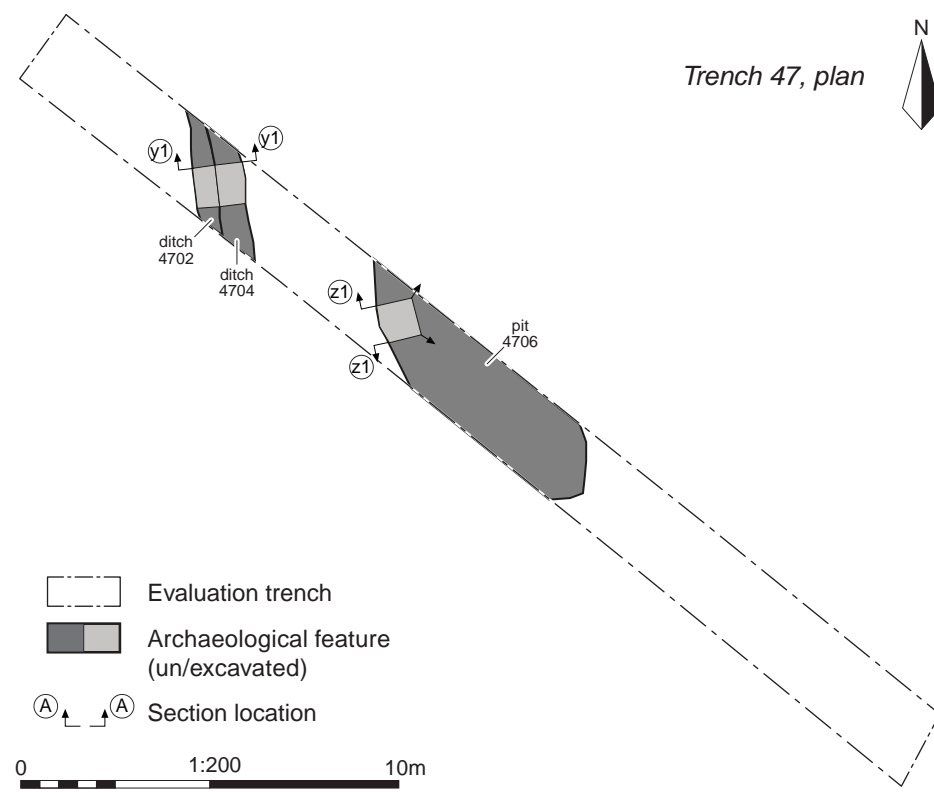 N
Trench 47, plan
y1
y1
ditch
4702
ditch
4704
z1
z1
pit
4706
Evaluation trench
Archaeological feature
(un/excavated)
A A Section location
0 1:200 10m